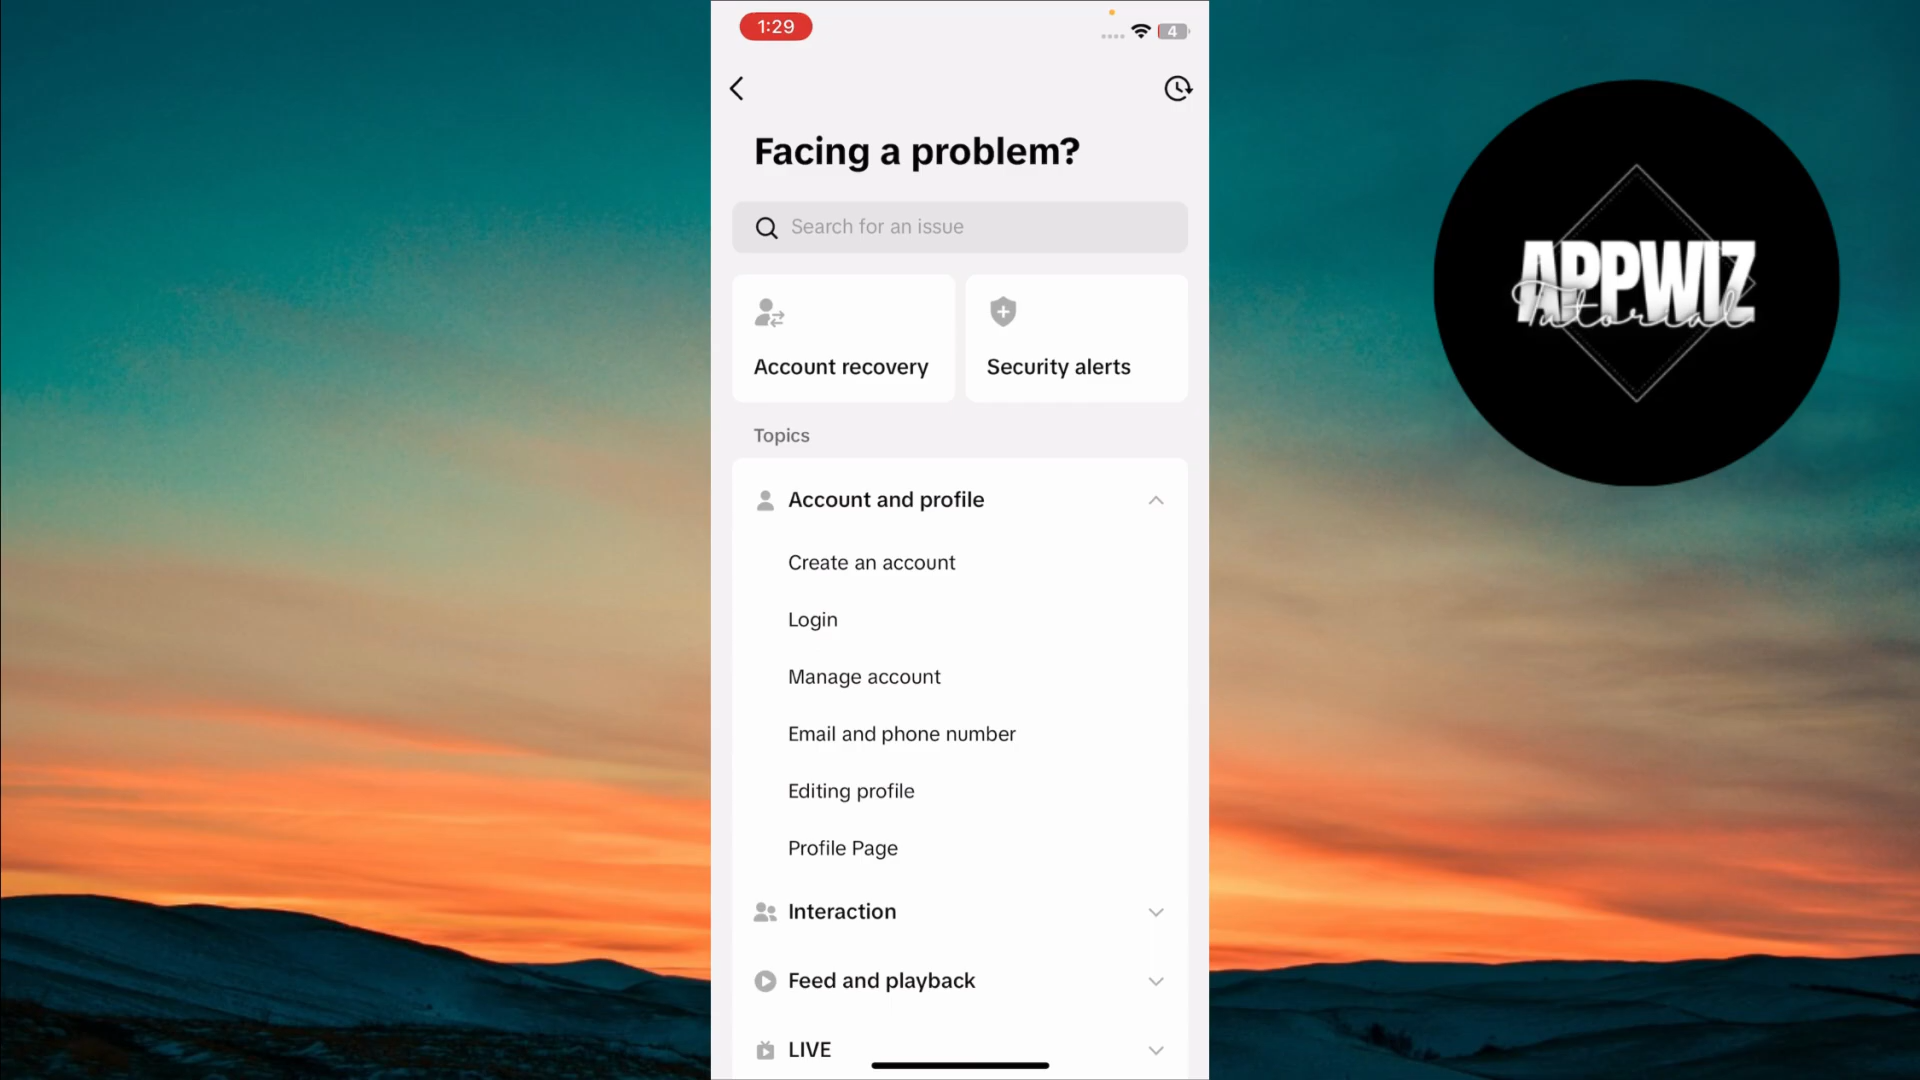 1:29
4
Facing a problem?
Search for an issue
Account recovery
Security alerts
Topics
Account and profile
Create an account
Login
Manage account
Email and phone number
Editing profile
Profile Page
Interaction
Feed and playback
LIVE
APPWIZ
Tutorial